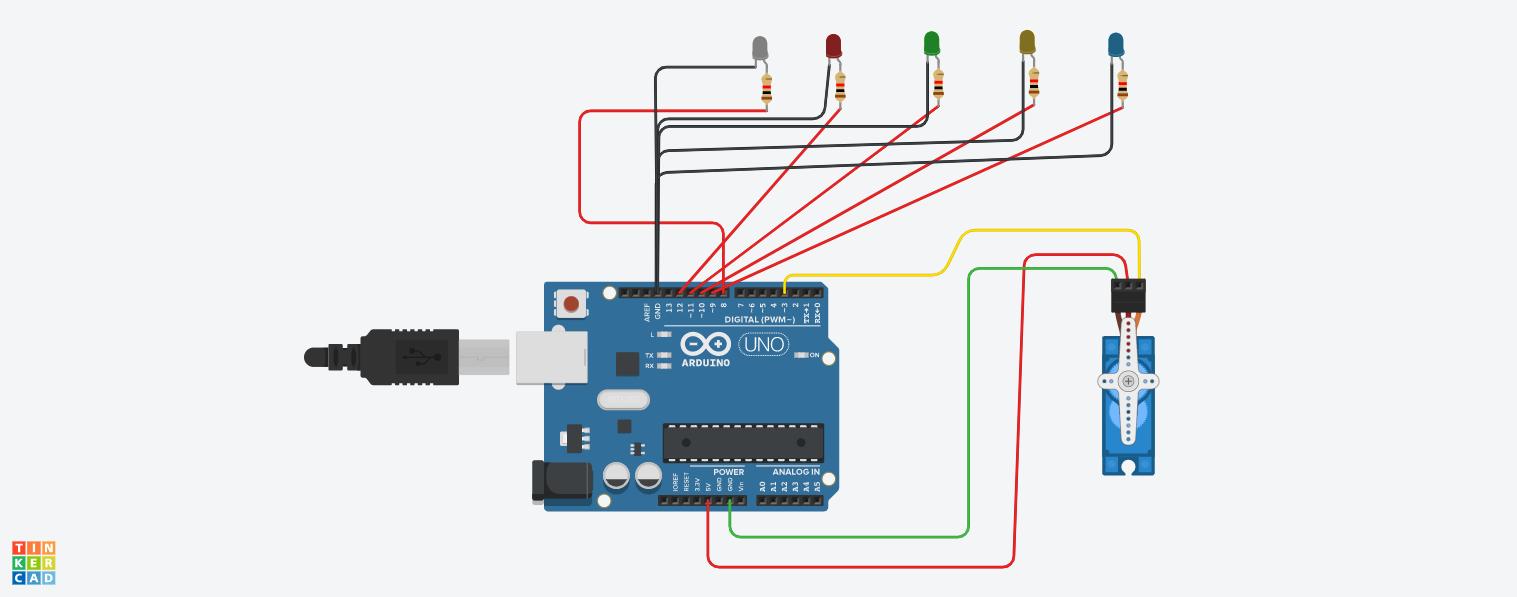 AREF
GND
13
12
~11
~10
~9
8
7
~6
~5
4
~3
2
TX→1
RX←0
DIGITAL (PWM~)
L
TX
RX
ARDUINO
UNO
ON
POWER
ANALOG IN
IOREF
RESET
3.3V
5V
GND
GND
Vin
A0
A1
A2
A3
A4
A5
TIN
KER
CAD